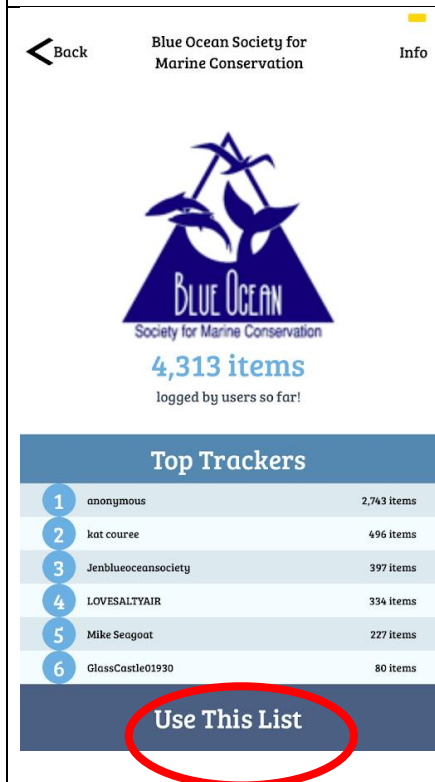 Back
Blue Ocean Society for
Marine Conservation
Info
BLUE OCEAN
Society for Marine Conservation
4,313 items
logged by users so far!
Top Trackers
1 anonymous 2,743 items
2 kat couree 496 items
3 Jenblueoceansociety 397 items
4 LOVESALTYAIR 334 items
5 Mike Seagoat 227 items
6 GlassCastle01930 80 items
Use This List